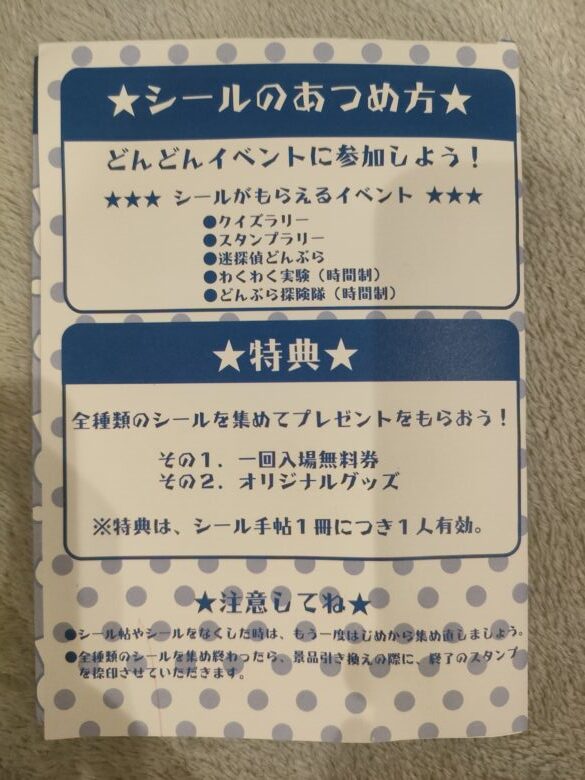 ★シールのあつめ方★
どんどんイベントに参加しよう!
★★★ シールがもらえるイベント ★★★
●クイズラリー
●スタンプラリー
●迷探偵どんぶら
●わくわく実験(時間制)
●どんぶら探険隊(時間制)
★特典★
全種類のシールを集めてプレゼントをもらおう!
その1. 一回入場無料券
その2. オリジナルグッズ
※特典は、シール手帖1冊につき1人有効。
★注意してね★
●シール帖やシールをなくした時は、もう一度はじめから集め直しましょう。
●全種類のシールを集め終わったら、景品引き換えの際に、終了のスタンプ
を捺印させていただきます。